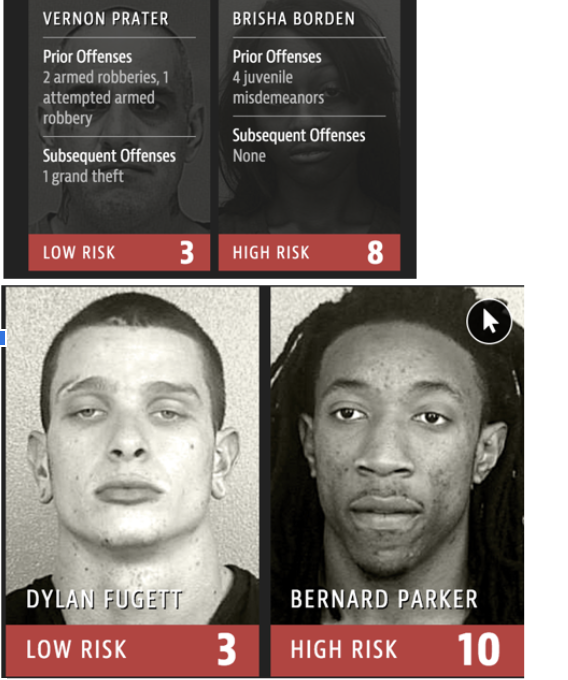 VERNON PRATER
Prior Offenses
2 armed robberies, 1
attempted armed
robbery
Subsequent Offenses
1 grand theft
LOW RISK 3
BRISHA BORDEN
Prior Offenses
4 juvenile
misdemeanors
Subsequent Offenses
None
HIGH RISK 8
DYLAN FUGETT
LOW RISK 3
BERNARD PARKER
HIGH RISK 10